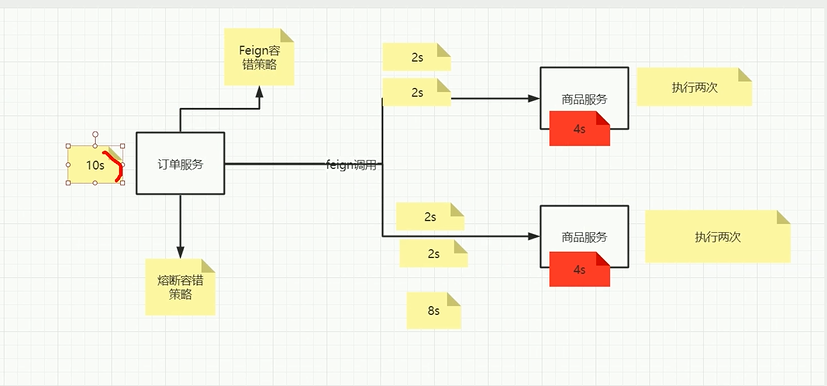 Feign容
错策略
2s
2s
商品服务
4s
执行两次
10s
订单服务
feign调用
2s
2s
商品服务
4s
执行两次
熔断容错
策略
8s